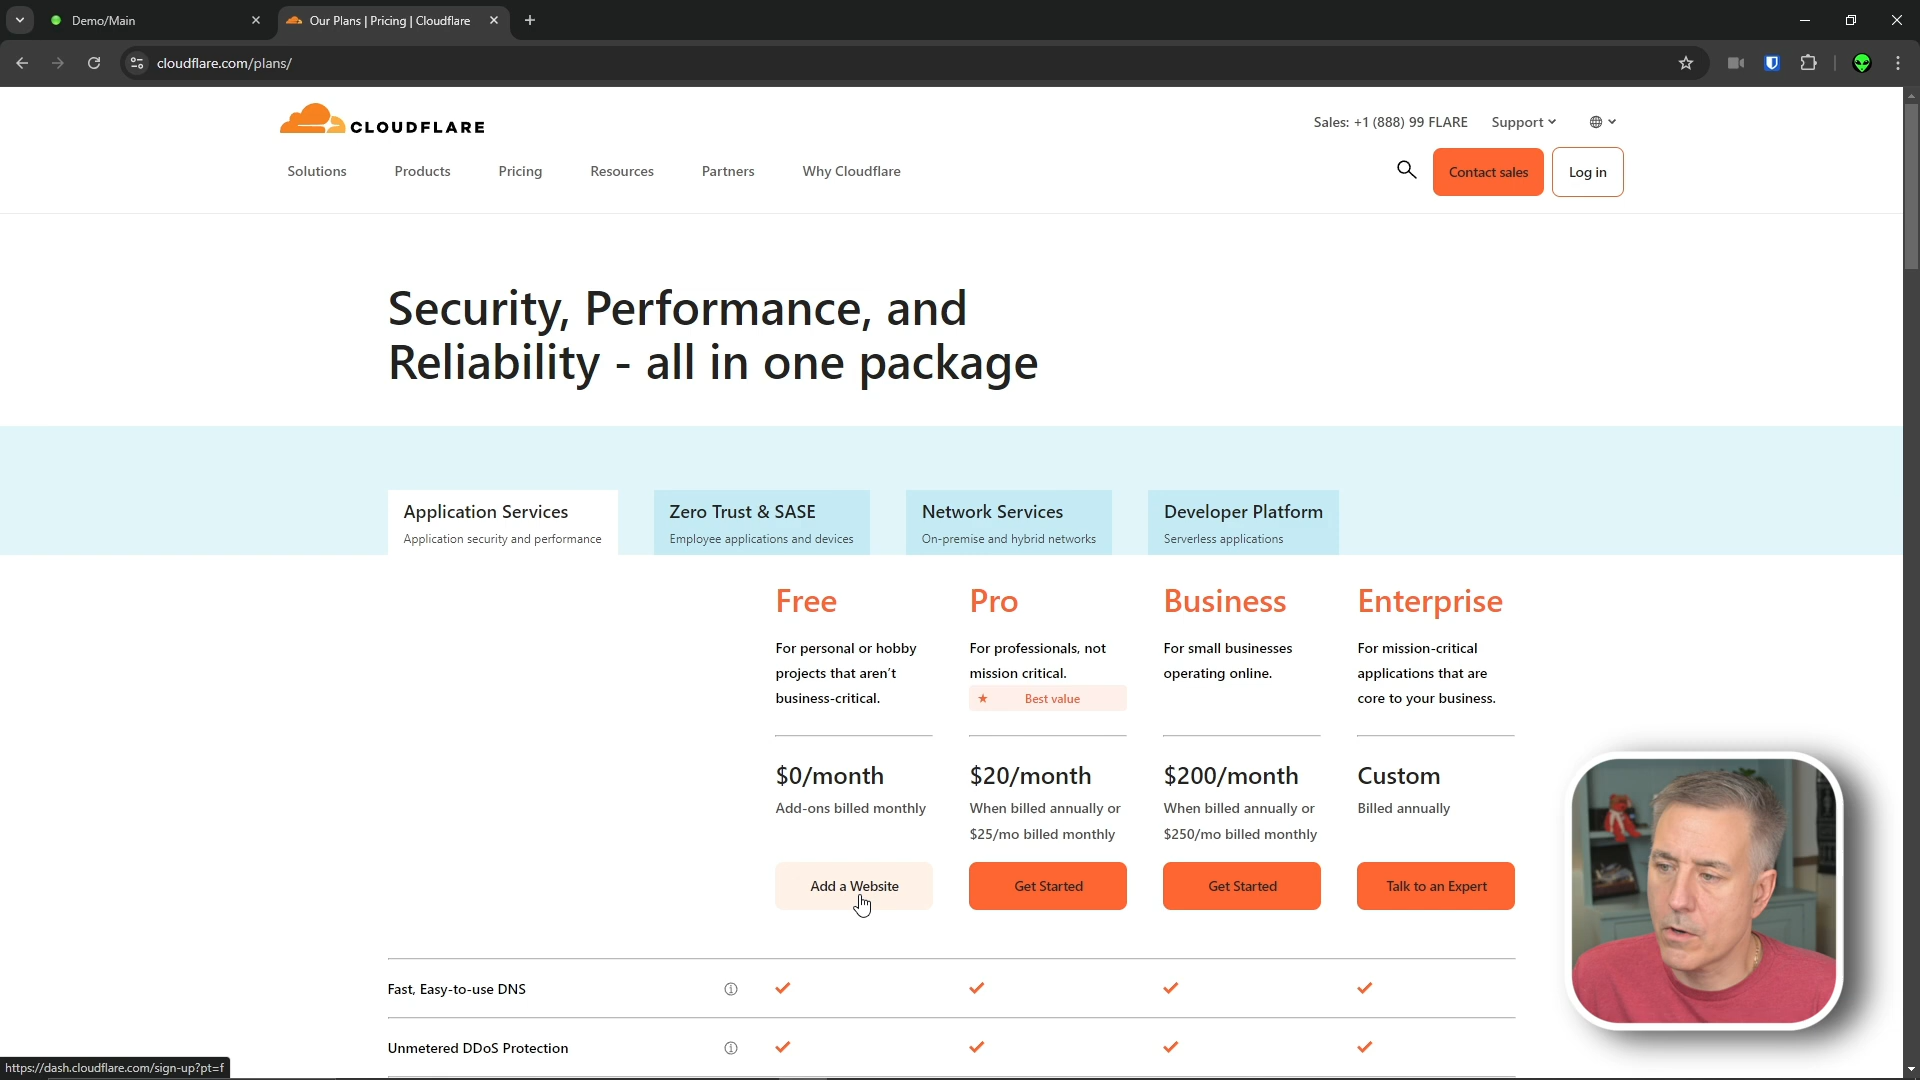 Demo/Main
Our Plans | Pricing | Cloudflare
cloudflare.com/plans/
CLOUDFLARE
Sales: +1 (888) 99 FLARE
Support
Solutions
Products
Pricing
Resources
Partners
Why Cloudflare
Contact sales
Log in
Security, Performance, and
Reliability - all in one package
Application Services
Application security and performance
Zero Trust & SASE
Employee applications and devices
Network Services
On-premise and hybrid networks
Developer Platform
Serverless applications
Free
For personal or hobby
projects that aren't
business-critical.
$0/month
Add-ons billed monthly
Add a Website
Pro
For professionals, not
mission critical.
Best value
$20/month
When billed annually or
$25/mo billed monthly
Get Started
Business
For small businesses
operating online.
$200/month
When billed annually or
$250/mo billed monthly
Get Started
Enterprise
For mission-critical
applications that are
core to your business.
Custom
Billed annually
Talk to an Expert
Fast, Easy-to-use DNS
Unmetered DDoS Protection
https://dash.cloudflare.com/sign-up?pt=f